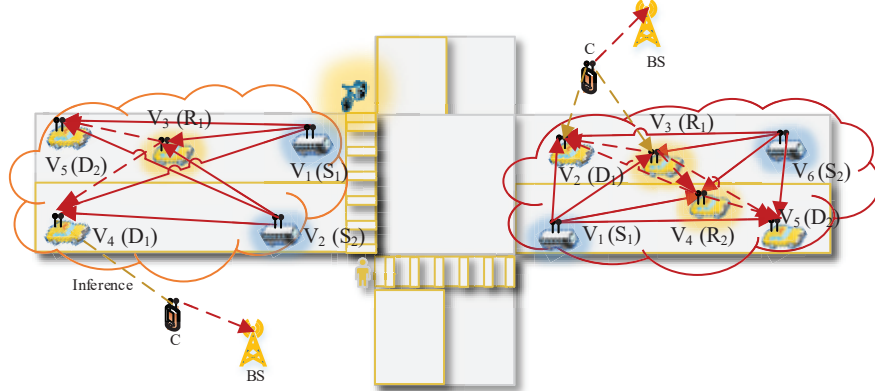 C
BS
V3 (R1)
V5 (D2)
V1 (S1)
V4 (D1)
V2 (S2)
Inference
C
BS
V3 (R1)
V2 (D1)
V6 (S2)
V1 (S1)
V4 (R2)
V5 (D2)